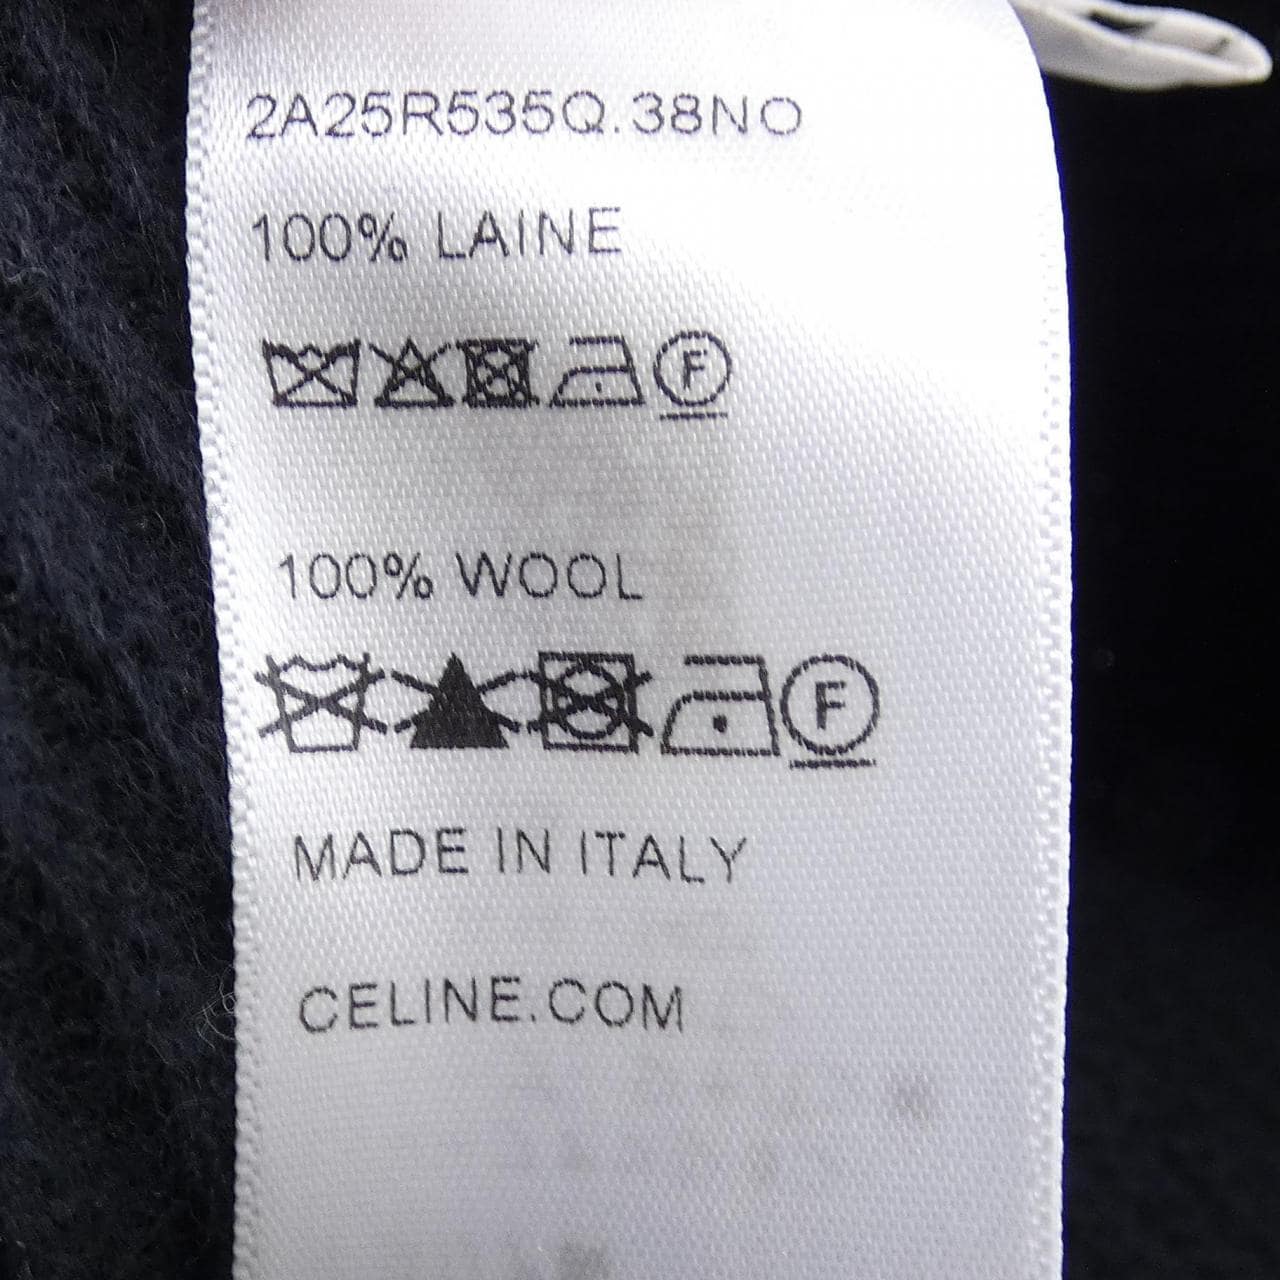 2A25R535Q.38NO
100% LAINE
F
100% WOOL
F
MADE IN ITALY
CELINE.COM